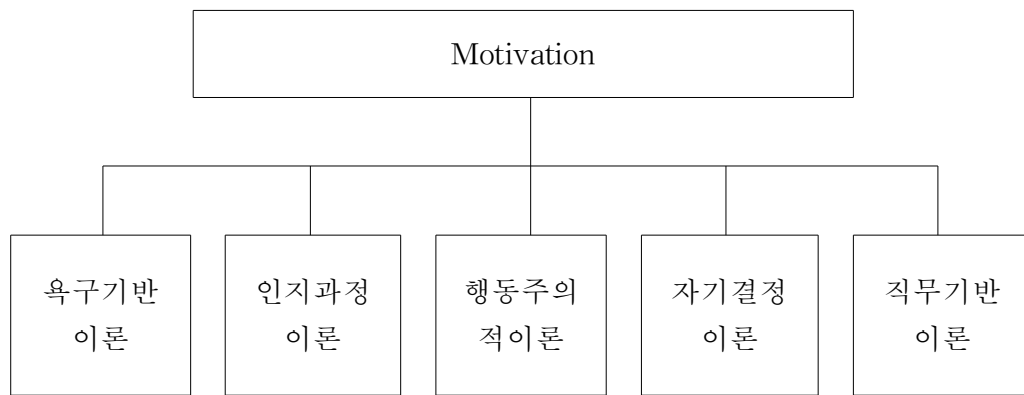 Motivation
욕구기반
이론
인지과정
이론
행동주의
적이론
자기결정
이론
직무기반
이론